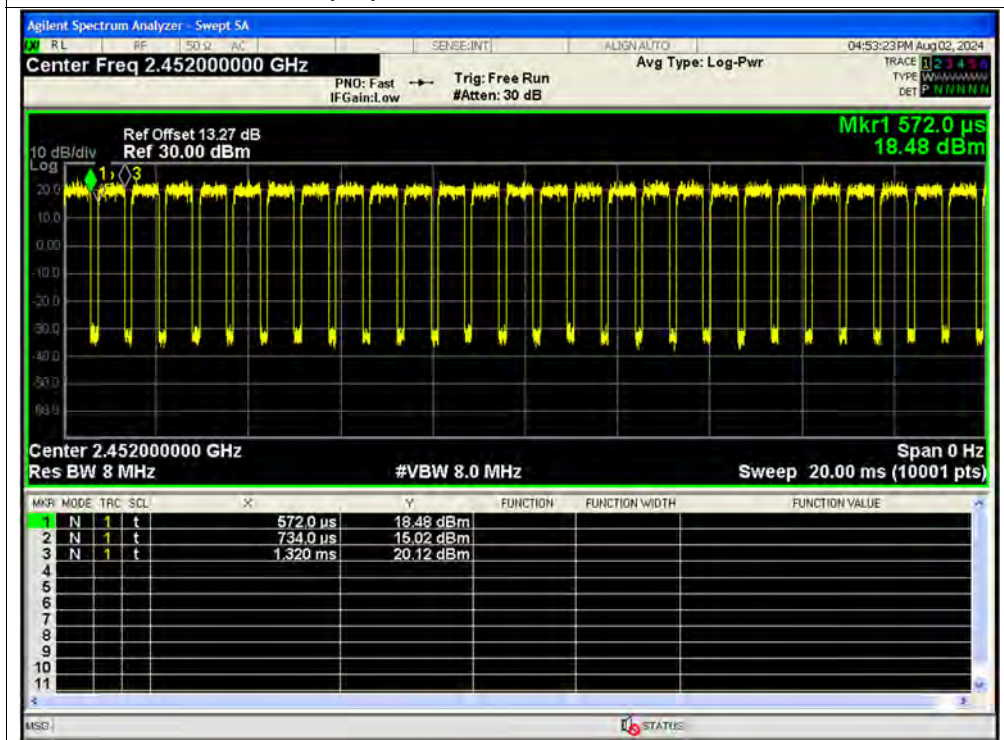 Agilent Spectrum Analyzer - Swept SA
RL RF 50 Ω AC SENSE:INT ALIGN AUTO 04:53:23 PM Aug 02, 2024
Center Freq 2.452000000 GHz Avg Type: Log-Pwr TRACE 1 2 3 4 5 6
PNO: Fast Trig: Free Run TYPE W
IFGain:Low #Atten: 30 dB DET P N N N N N
Mkr1 572.0 µs
Ref Offset 13.27 dB
10 dB/div Ref 30.00 dBm 18.48 dBm
Log
1 3
20.0
10.0
0.00
-10.0
-20.0
-30.0
-40.0
-50.0
-60.0
Center 2.452000000 GHz Span 0 Hz
Res BW 8 MHz #VBW 8.0 MHz Sweep 20.00 ms (10001 pts)
MKR MODE TRC SCL X Y FUNCTION FUNCTION WIDTH FUNCTION VALUE
1 N 1 t 572.0 µs 18.48 dBm
2 N 1 t 734.0 µs 15.02 dBm
3 N 1 t 1.320 ms 20.12 dBm
4
5
6
7
8
9
10
11
MSG STATUS